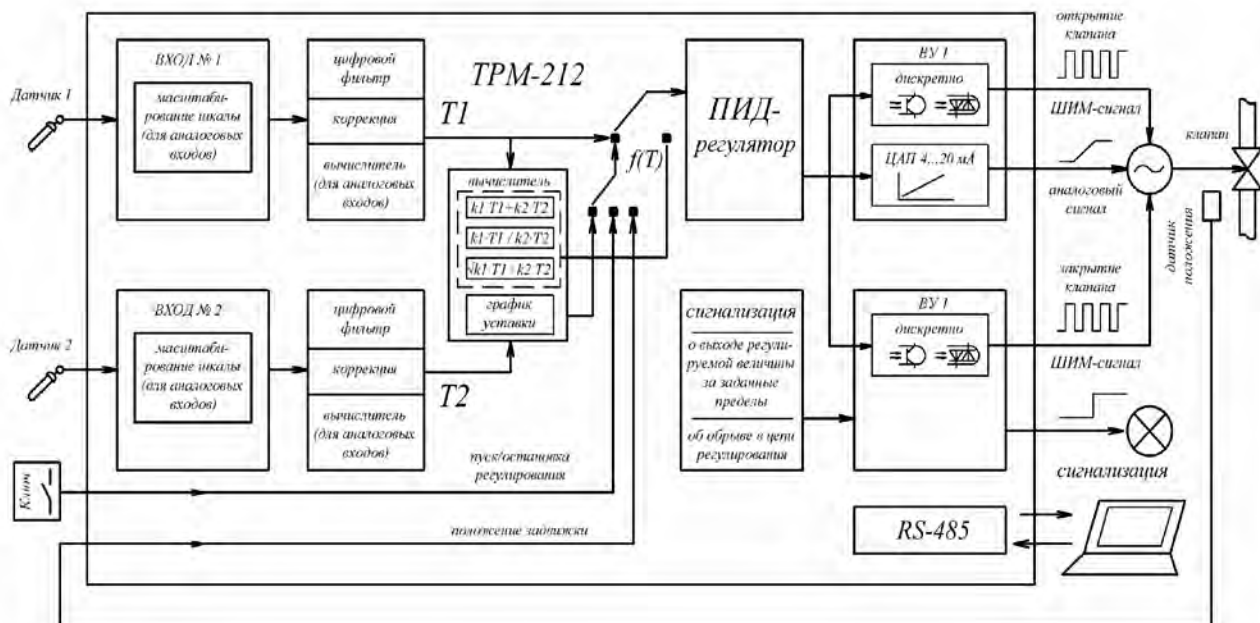 Датчик 1
ВХОД № 1
масштаби-
рование шкалы
(для аналоговых
входов)
цифровой
фильтр
коррекция
вычислитель
(для аналоговых
входов)
ТРМ-212
T1
вычислитель
k1·T1+k2·T2
k1·T1 / k2·T2
√k1·T1+k2·T2
график
уставки
f(T)
ПИД-
регулятор
ВУ 1
дискретно
ЦАП 4...20 мА
открытие
клапана
ШИМ-сигнал
аналоговый
сигнал
клапан
датчик
положения
Датчик 2
ВХОД № 2
масштаби-
рование шкалы
(для аналоговых
входов)
цифровой
фильтр
коррекция
вычислитель
(для аналоговых
входов)
T2
сигнализация
о выходе регули-
руемой величины
за задачные
пределы
об обрыве в цепи
регулирования
ВУ 1
дискретно
закрытие
клапана
ШИМ-сигнал
сигнализация
Ключ
пуск/остановка
регулирования
положение задвижки
RS-485